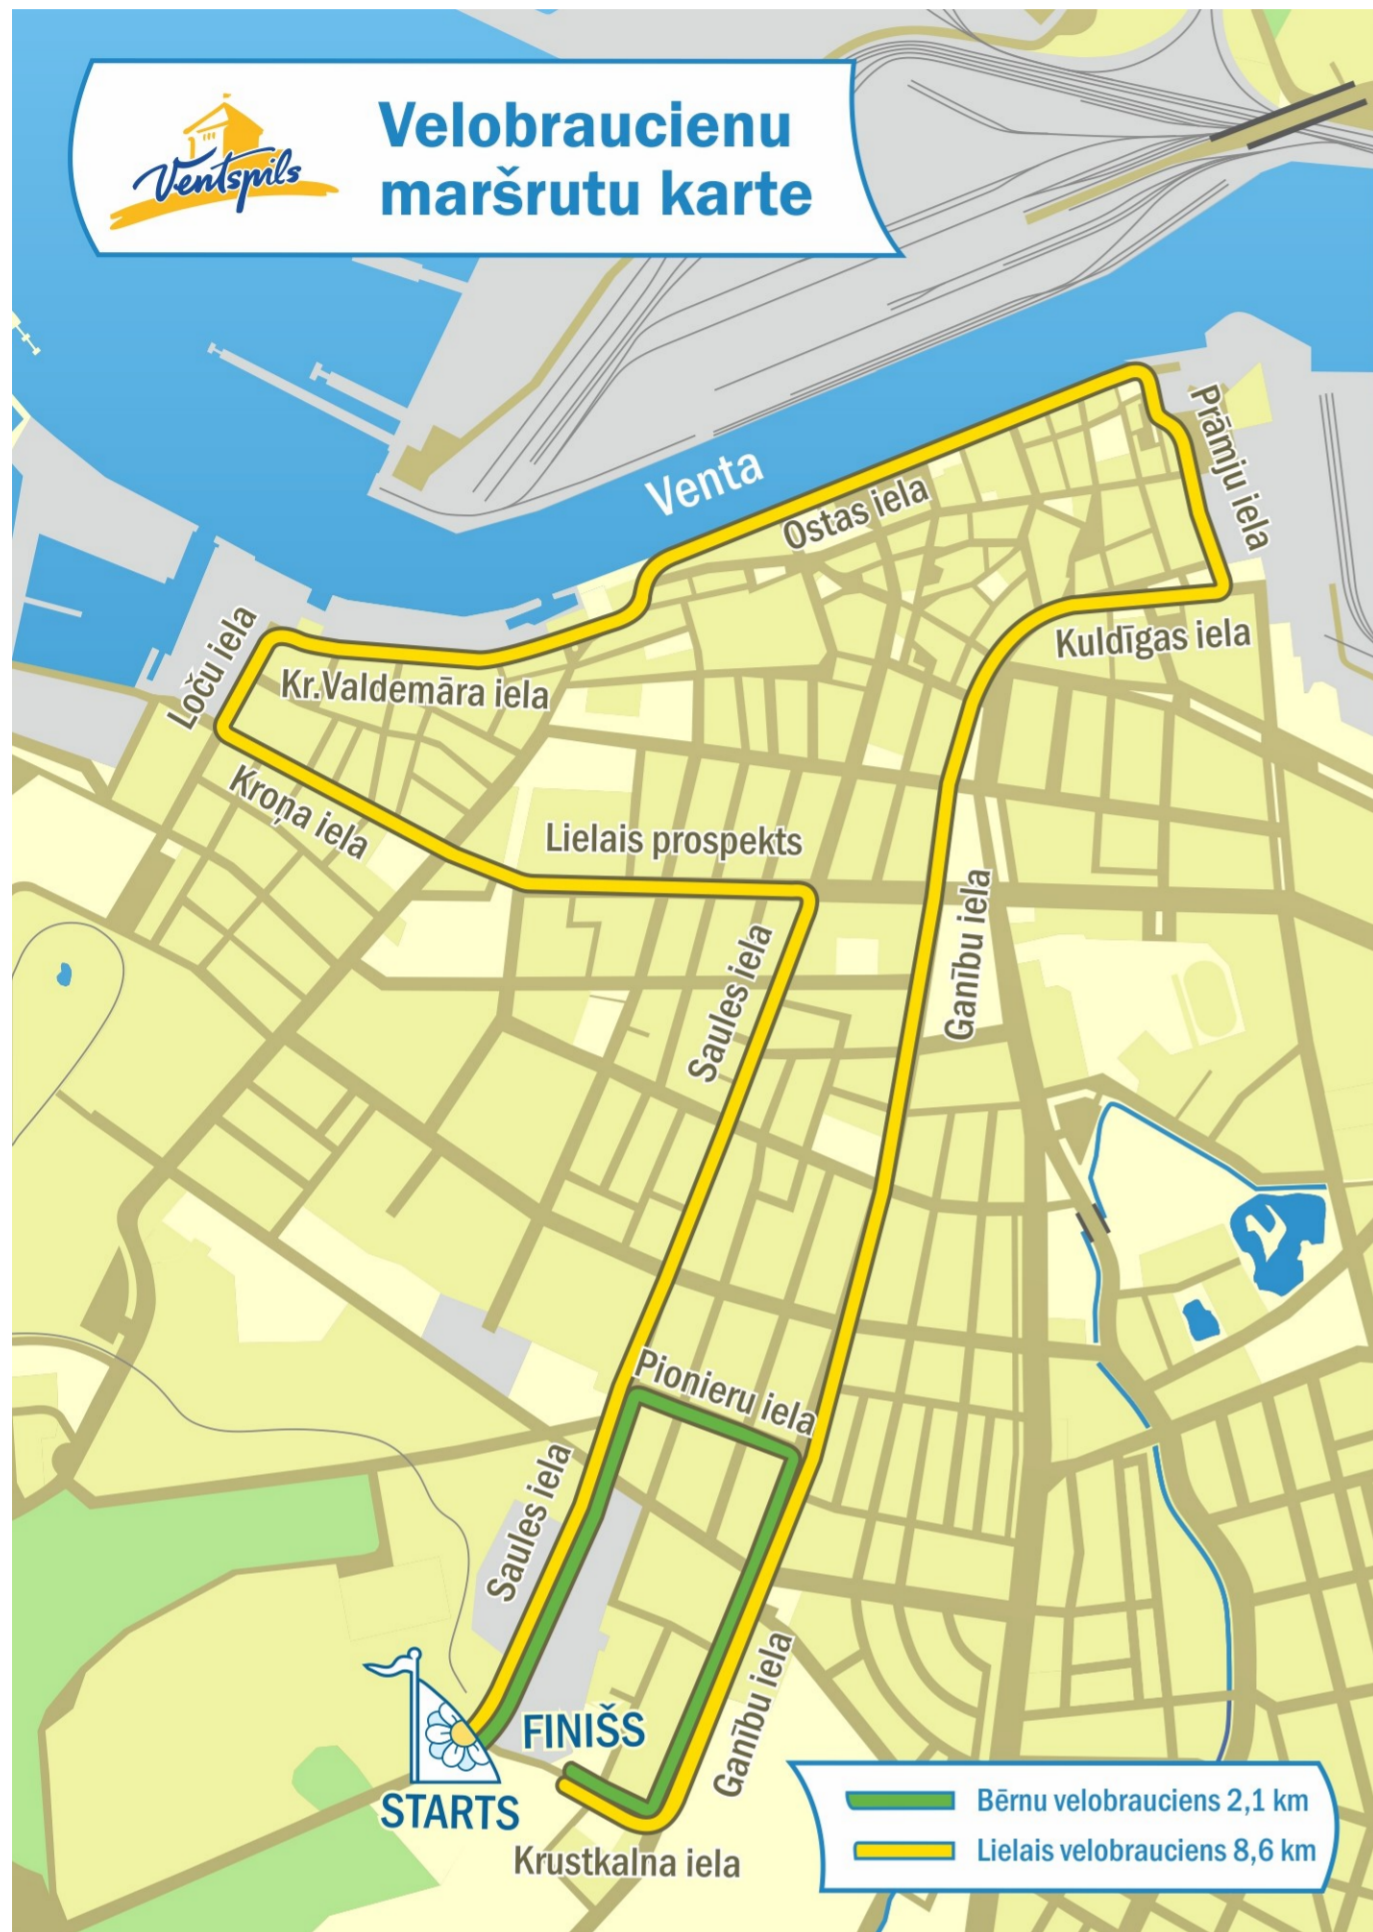 Ventspils
Velobraucienu
maršrutu karte
Venta
Ostas iela
Prāmju iela
Kuldīgas iela
Loču iela
Kr.Valdemāra iela
Kroņa iela
Lielais prospekts
Saules iela
Ganību iela
Pionieru iela
Saules iela
Ganību iela
FINIŠS
STARTS
Krustkalna iela
Bērnu velobrauciens 2,1 km
Lielais velobrauciens 8,6 km